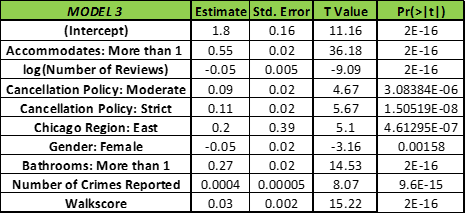 MODEL 3 Estimate Std. Error T Value Pr(>|t|)
(Intercept) 1.8 0.16 11.16 2E-16
Accommodates: More than 1 0.55 0.02 36.18 2E-16
log(Number of Reviews) -0.05 0.005 -9.09 2E-16
Cancellation Policy: Moderate 0.09 0.02 4.67 3.08384E-06
Cancellation Policy: Strict 0.11 0.02 5.67 1.50519E-08
Chicago Region: East 0.2 0.39 5.1 4.61295E-07
Gender: Female -0.05 0.02 -3.16 0.00158
Bathrooms: More than 1 0.27 0.02 14.53 2E-16
Number of Crimes Reported 0.0004 0.00005 8.07 9.6E-15
Walkscore 0.03 0.002 15.22 2E-16